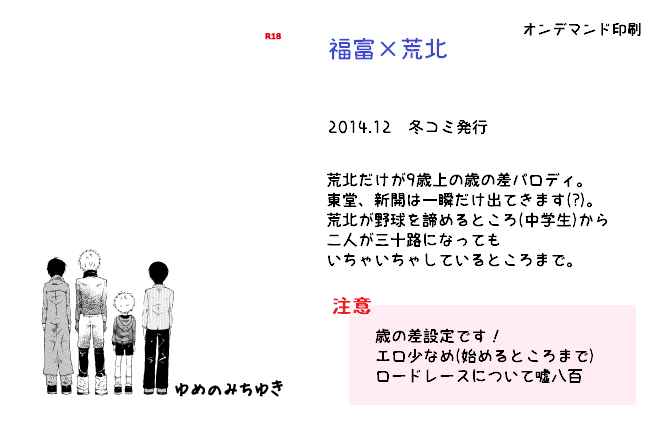 R18
ゆめのみちゆき
オンデマンド印刷
福富×荒北
2014.12　冬コミ発行
荒北だけが9歳上の歳の差パロディ。
東堂、新開は一瞬だけ出てきます(?)。
荒北が野球を諦めるところ(中学生)から
二人が三十路になっても
いちゃいちゃしているところまで。
注意
歳の差設定です！
エロ少なめ(始めるところまで)
ロードレースについて嘘八百